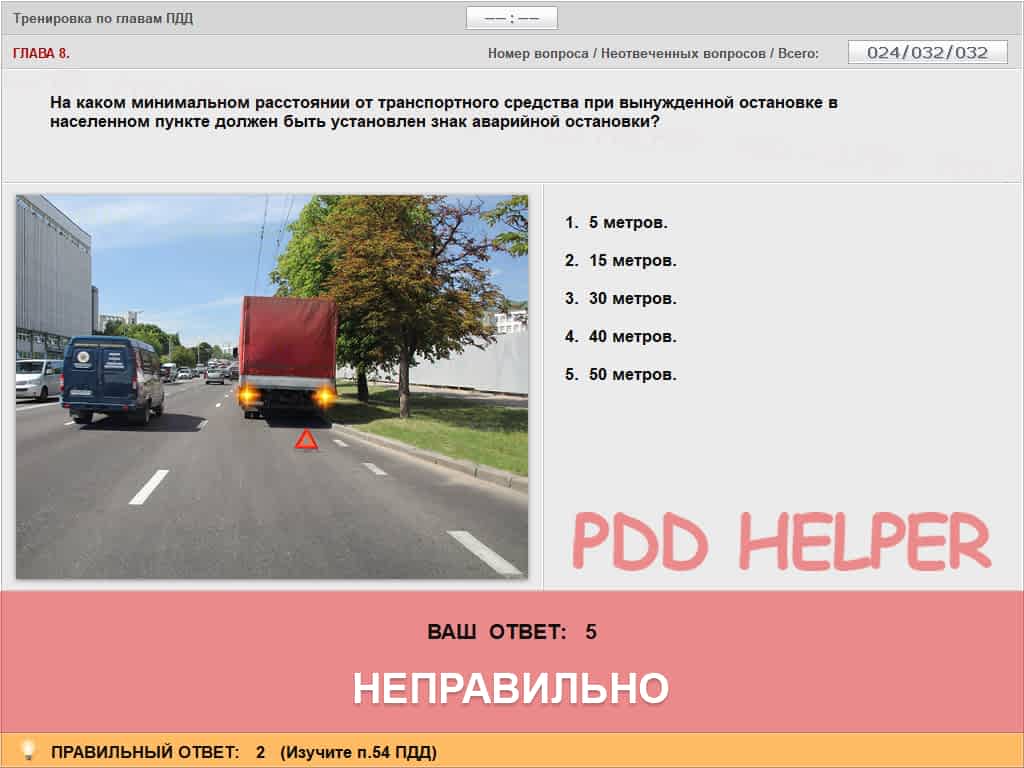 Тренировка по главам ПДД
—— : ——
ГЛАВА 8.
Номер вопроса / Неотвеченных вопросов / Всего:
024/032/032
На каком минимальном расстоянии от транспортного средства при вынужденной остановке в
населенном пункте должен быть установлен знак аварийной остановки?
1. 5 метров.
2. 15 метров.
3. 30 метров.
4. 40 метров.
5. 50 метров.
PDD HELPER
ВАШ ОТВЕТ: 5
НЕПРАВИЛЬНО
ПРАВИЛЬНЫЙ ОТВЕТ: 2 (Изучите п.54 ПДД)